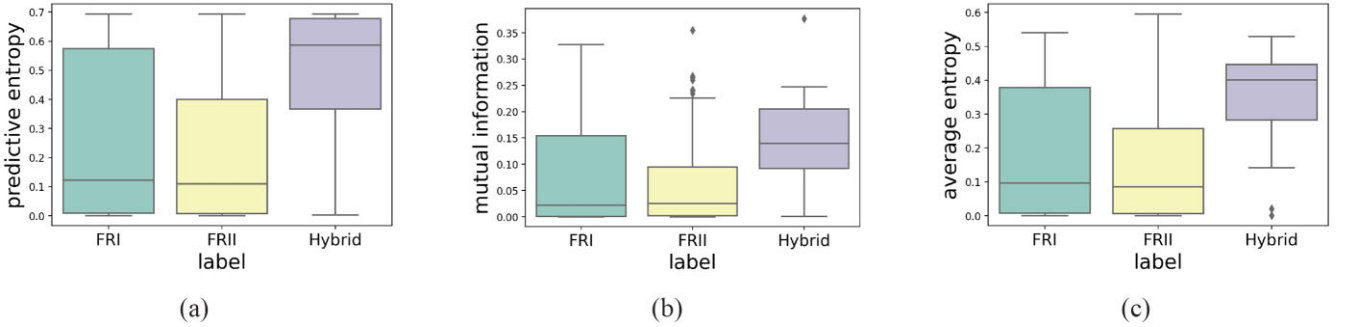 predictive entropy
0.7
0.6
0.5
0.4
0.3
0.2
0.1
0.0
FRI FRII Hybrid
label
(a)
mutual information
0.35
0.30
0.25
0.20
0.15
0.10
0.05
0.00
FRI FRII Hybrid
label
(b)
average entropy
0.6
0.5
0.4
0.3
0.2
0.1
0.0
FRI FRII Hybrid
label
(c)